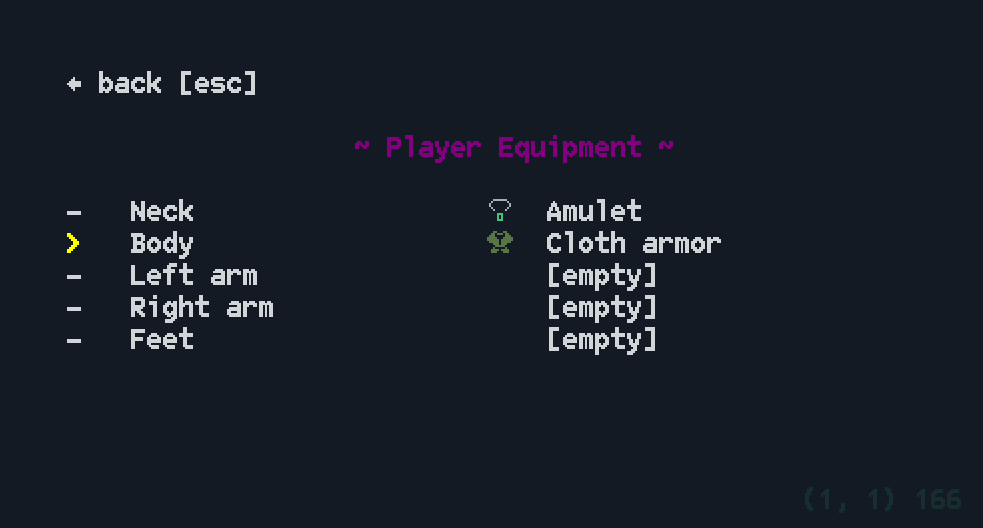 ← back [esc]
~ Player Equipment ~
- Neck Amulet
> Body Cloth armor
- Left arm [empty]
- Right arm [empty]
- Feet [empty]
(1, 1) 166